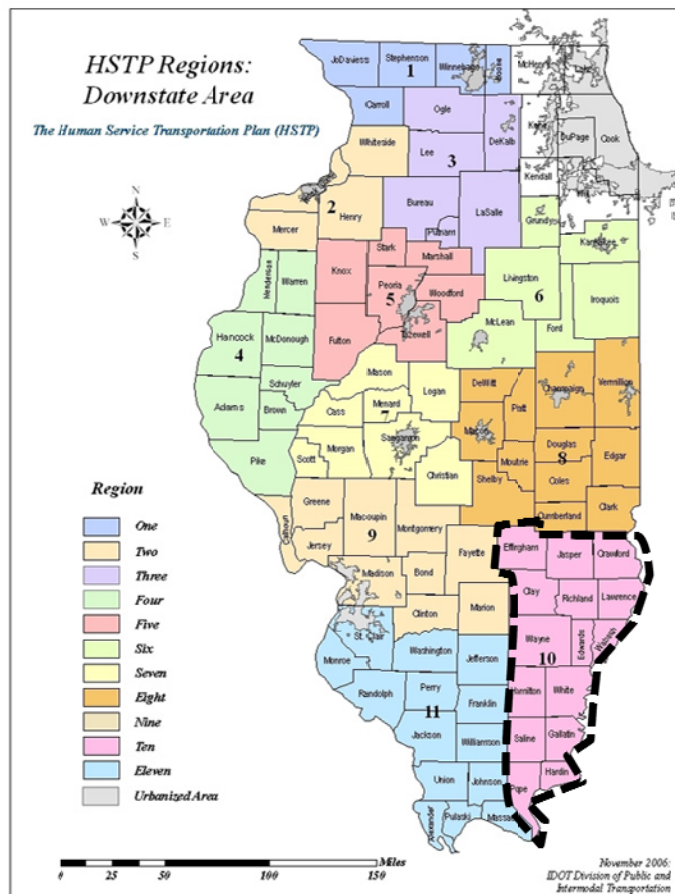 HSTP Regions:
Downstate Area
The Human Service Transportation Plan (HSTP)
N
W
E
S
JoDaviess
Stephenson
Winnebago
Boone
McHenry
Lake
1
Carroll
Ogle
DeKalb
Kane
DuPage
Cook
Whiteside
Lee
3
Kendall
Will
2
Henry
Bureau
LaSalle
Grundy
Mercer
Putnam
Kankakee
Stark
Marshall
Henderson
Warren
Knox
Peoria
Woodford
Livingston
5
6
Iroquois
Tazewell
Hancock
McDonough
Fulton
McLean
Ford
4
Mason
Schuyler
Logan
DeWitt
Champaign
Vermillion
Adams
Brown
Cass
Menard
Piatt
7
Macon
Sangamon
Douglas
Edgar
Pike
Scott
Morgan
Moutrie
8
Christian
Shelby
Coles
Greene
Clark
Macoupin
Montgomery
Cumberland
Calhoun
9
Fayette
Effingham
Jasper
Crawford
Jersey
Madison
Bond
Clay
Richland
Lawrence
Clinton
Marion
St. Clair
Wayne
Edwards
Wabash
Monroe
Washington
Jefferson
10
Randolph
Perry
Franklin
Hamilton
White
11
Jackson
Williamson
Saline
Gallatin
Union
Johnson
Pope
Hardin
Alexander
Pulaski
Massac
Region
One
Two
Three
Four
Five
Six
Seven
Eight
Nine
Ten
Eleven
Urbanized Area
Miles
0 25 50 100 150
November 2006:
IDOT Division of Public and
Intermodal Transportation